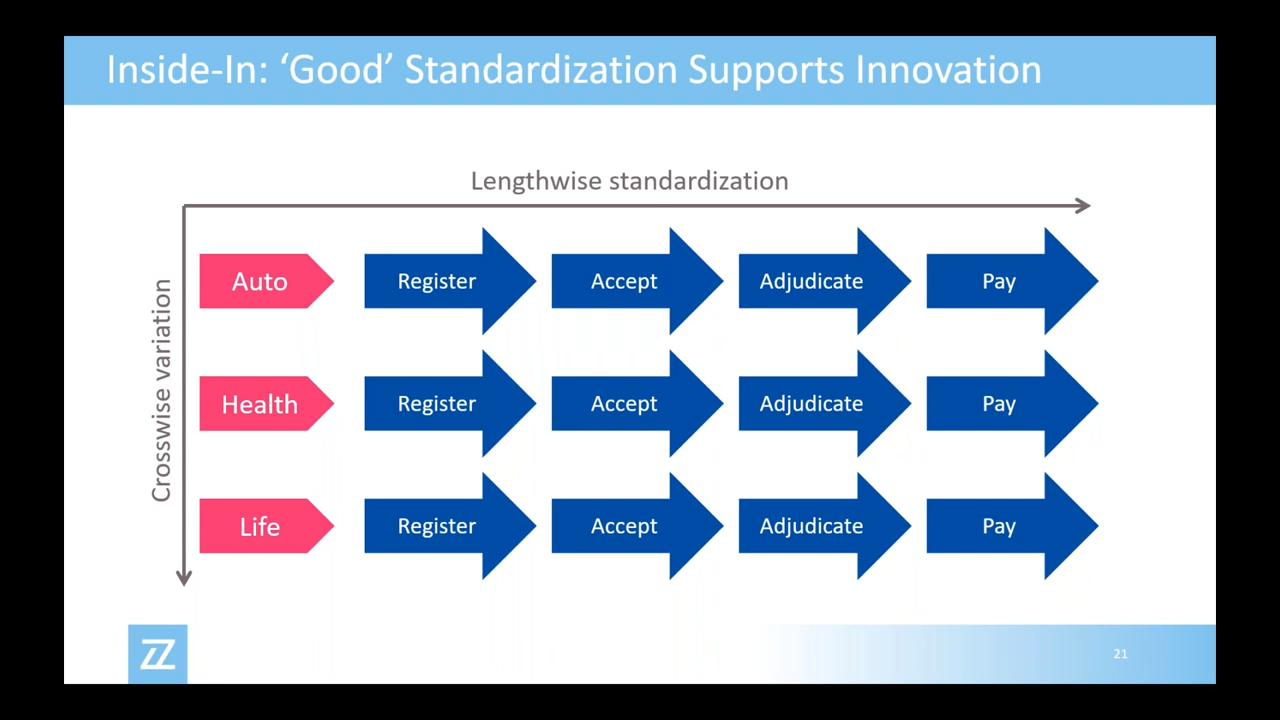 Inside-In: ‘Good’ Standardization Supports Innovation
Lengthwise standardization
Crosswise variation
Auto
Register
Accept
Adjudicate
Pay
Health
Register
Accept
Adjudicate
Pay
Life
Register
Accept
Adjudicate
Pay
ZZ
21